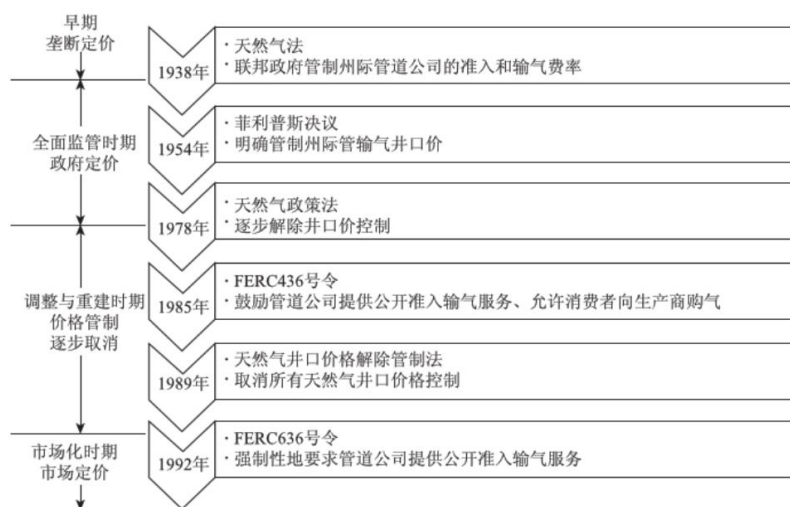 早期
垄断定价
1938年
· 天然气法
· 联邦政府管制州际管道公司的准入和输气费率
全面监管时期
政府定价
1954年
· 菲利普斯决议
· 明确管制州际管输气井口价
1978年
· 天然气政策法
· 逐步解除井口价控制
调整与重建时期
价格管制
逐步取消
1985年
· FERC436号令
· 鼓励管道公司提供公开准入输气服务、允许消费者向生产商购气
1989年
· 天然气井口价格解除管制法
· 取消所有天然气井口价格控制
市场化时期
市场定价
1992年
· FERC636号令
· 强制性地要求管道公司提供公开准入输气服务